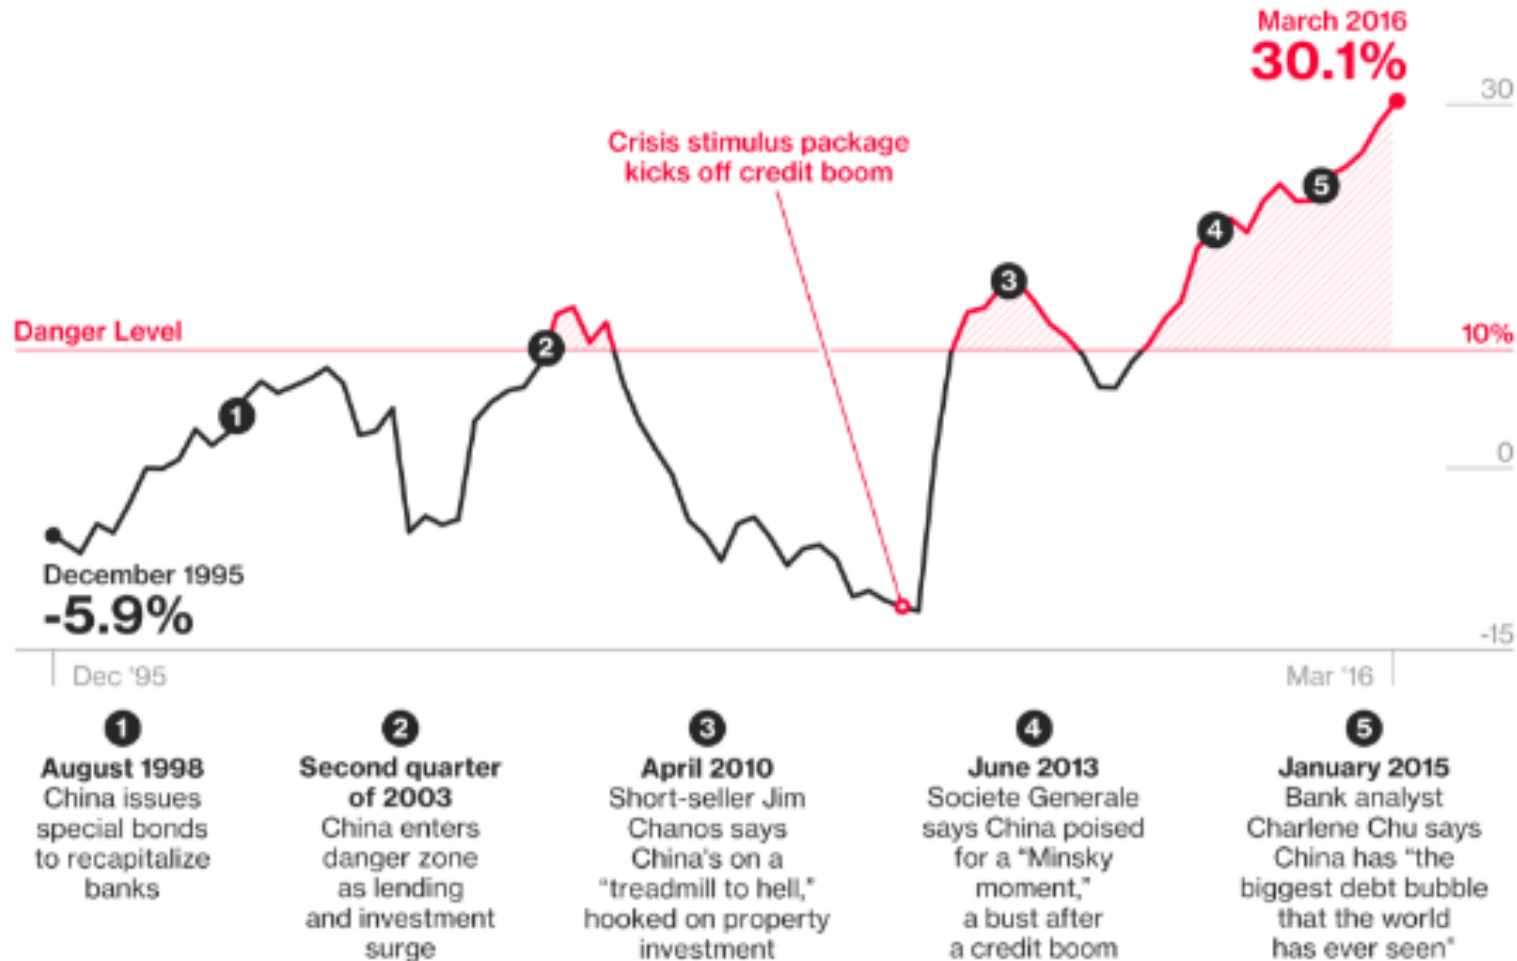 March 2016
30.1%
30
Crisis stimulus package
kicks off credit boom
5
4
3
Danger Level
10%
2
1
0
December 1995
-5.9%
-15
Dec '95
Mar '16
1
August 1998
China issues
special bonds
to recapitalize
banks
2
Second quarter
of 2003
China enters
danger zone
as lending
and investment
surge
3
April 2010
Short-seller Jim
Chanos says
China's on a
“treadmill to hell,”
hooked on property
investment
4
June 2013
Societe Generale
says China poised
for a “Minsky
moment,”
a bust after
a credit boom
5
January 2015
Bank analyst
Charlene Chu says
China has “the
biggest debt bubble
that the world
has ever seen”